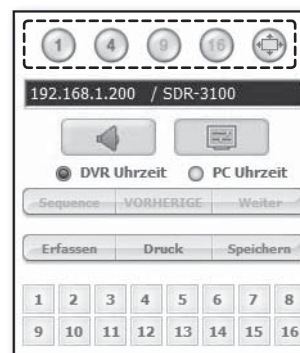 1 4 9 16
192.168.1.200 / SDR-3100
DVR Uhrzeit PC Uhrzeit
Sequence VORHERIGE Weiter
Erfassen Druck Speichern
1 2 3 4 5 6 7 8
9 10 11 12 13 14 15 16